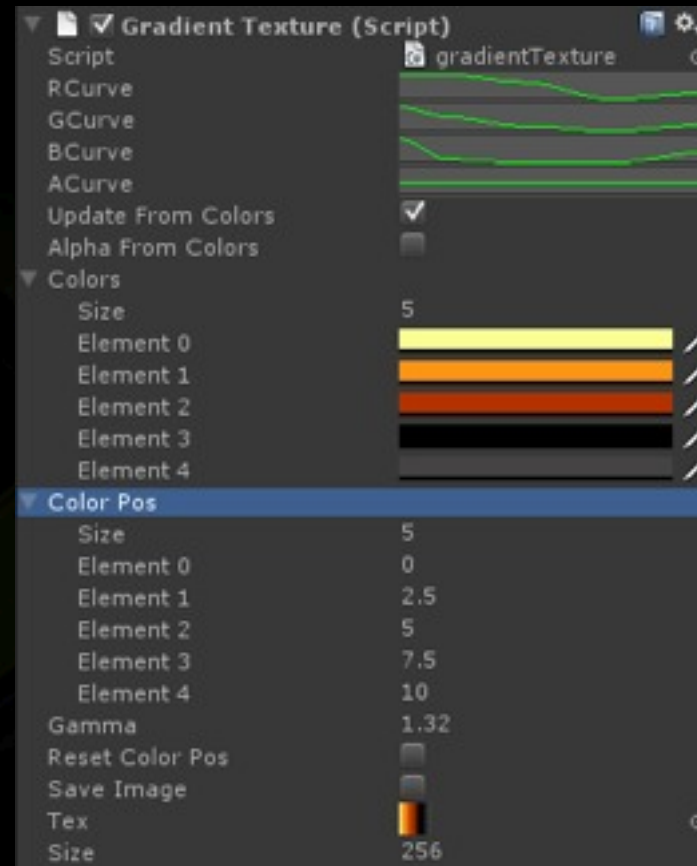 Gradient Texture (Script)
Script gradientTexture
RCurve
GCurve
BCurve
ACurve
Update From Colors
Alpha From Colors
Colors
Size 5
Element 0
Element 1
Element 2
Element 3
Element 4
Color Pos
Size 5
Element 0 0
Element 1 2.5
Element 2 5
Element 3 7.5
Element 4 10
Gamma 1.32
Reset Color Pos
Save Image
Tex
Size 256